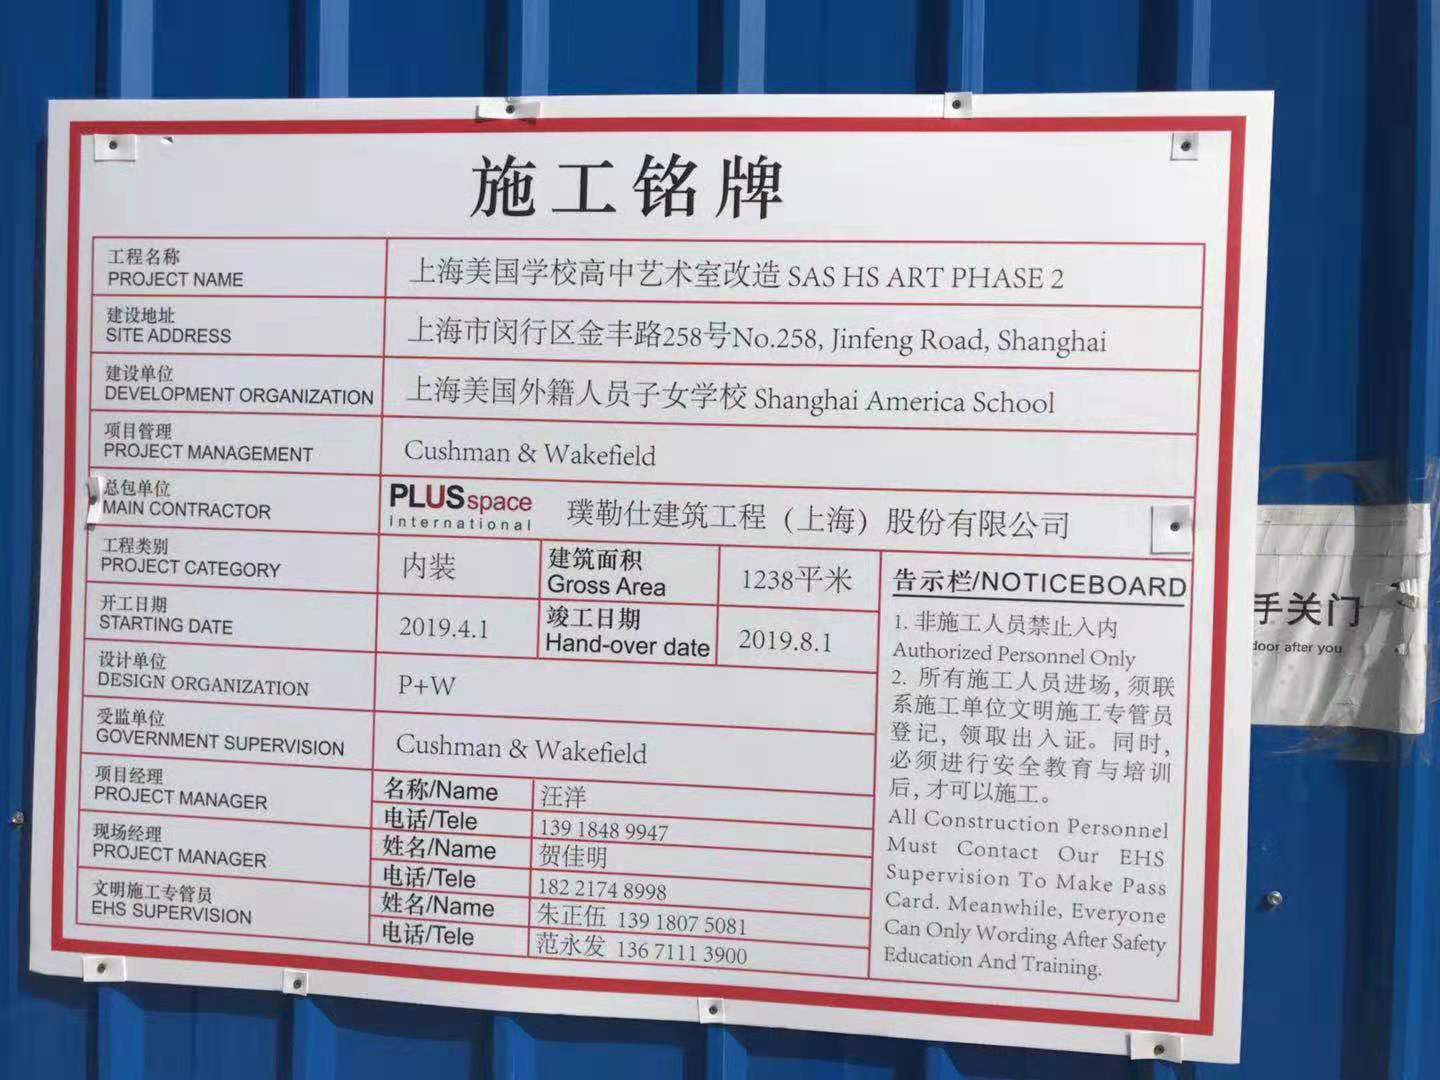 施工铭牌
工程名称
PROJECT NAME
上海美国学校高中艺术室改造 SAS HS ART PHASE 2
建设地址
SITE ADDRESS
上海市闵行区金丰路258号No.258, Jinfeng Road, Shanghai
建设单位
DEVELOPMENT ORGANIZATION
上海美国外籍人员子女学校 Shanghai America School
项目管理
PROJECT MANAGEMENT
Cushman & Wakefield
总包单位
MAIN CONTRACTOR
PLUSspace
international
璞勒仕建筑工程（上海）股份有限公司
工程类别
PROJECT CATEGORY
内装
建筑面积
Gross Area
1238平米
开工日期
STARTING DATE
2019.4.1
竣工日期
Hand-over date
2019.8.1
设计单位
DESIGN ORGANIZATION
P+W
受监单位
GOVERNMENT SUPERVISION
Cushman & Wakefield
项目经理
PROJECT MANAGER
名称/Name
汪洋
电话/Tele
139 1848 9947
现场经理
PROJECT MANAGER
姓名/Name
贺佳明
电话/Tele
182 2174 8998
文明施工专管员
EHS SUPERVISION
姓名/Name
朱正伍 139 1807 5081
电话/Tele
范永发 136 7111 3900
告示栏/NOTICEBOARD
1. 非施工人员禁止入内
Authorized Personnel Only
2. 所有施工人员进场, 须联
系施工单位文明施工专管员
登记, 领取出入证。同时,
必须进行安全教育与培训
后, 才可以施工。
All Construction Personnel
Must Contact Our EHS
Supervision To Make Pass
Card. Meanwhile, Everyone
Can Only Wording After Safety
Education And Training.
手关门
door after you